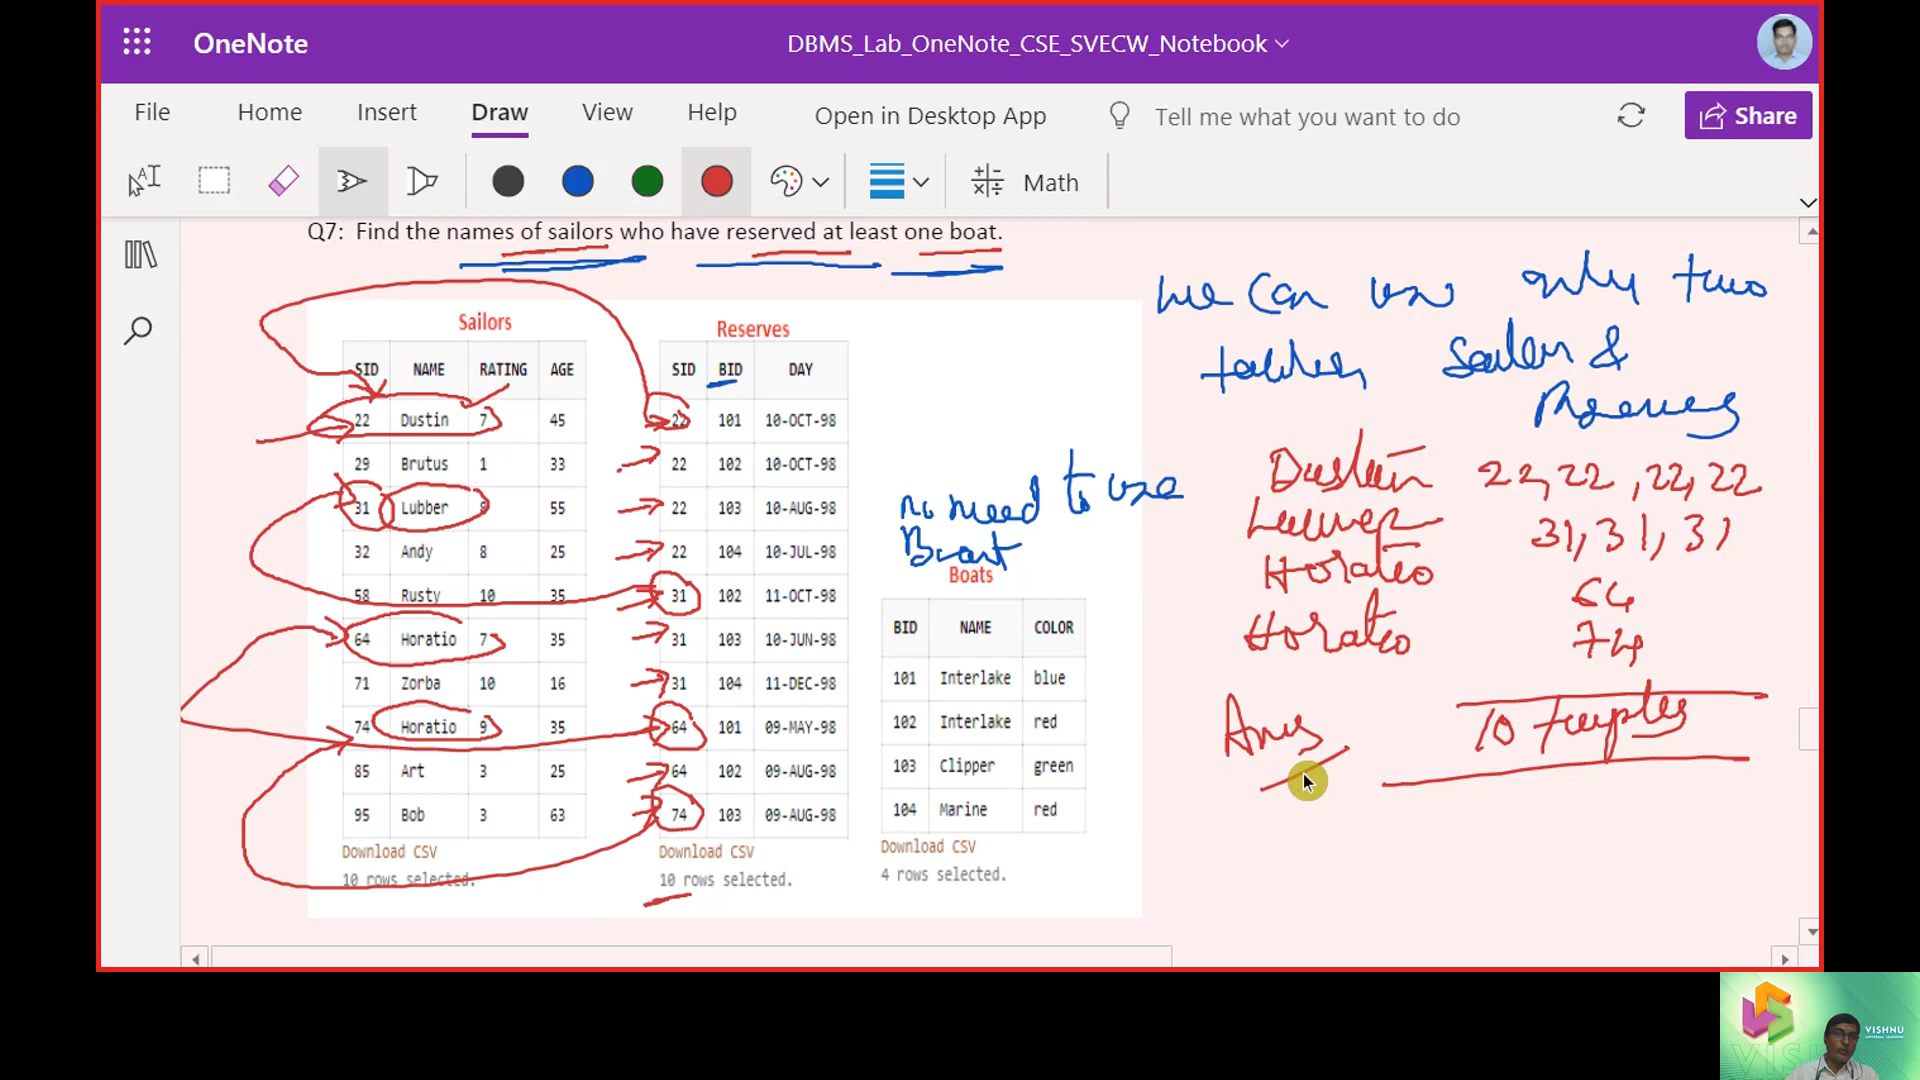 OneNote
DBMS_Lab_OneNote_CSE_SVECW_Notebook
File Home Insert Draw View Help Open in Desktop App Tell me what you want to do Share
Math
Q7: Find the names of sailors who have reserved at least one boat.
Sailors
SID NAME RATING AGE
22 Dustin 7 45
29 Brutus 1 33
31 Lubber 8 55
32 Andy 8 25
58 Rusty 10 35
64 Horatio 7 35
71 Zorba 10 16
74 Horatio 9 35
85 Art 3 25
95 Bob 3 63
Download CSV
10 rows selected.
Reserves
SID BID DAY
22 101 10-OCT-98
22 102 10-OCT-98
22 103 10-AUG-98
22 104 10-JUL-98
31 102 11-OCT-98
31 103 10-JUN-98
31 104 11-DEC-98
64 101 09-MAY-98
64 102 09-AUG-98
74 103 09-AUG-98
Download CSV
10 rows selected.
no need to use
Boat
Boats
BID NAME COLOR
101 Interlake blue
102 Interlake red
103 Clipper green
104 Marine red
Download CSV
4 rows selected.
we can use only two
tables Sailors &
Reserves
Dustin 22, 22, 22, 22
Lubber 31, 31, 31
Horatio 64
Horatio 74
Ans 10 Tuples
VISHNU
UNIVERSAL LEARNING